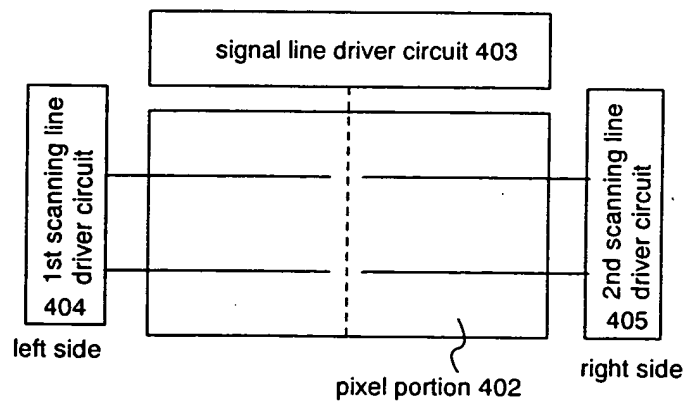 signal line driver circuit 403
1st scanning line
driver circuit
404
left side
2nd scanning line
driver circuit
405
right side
pixel portion 402